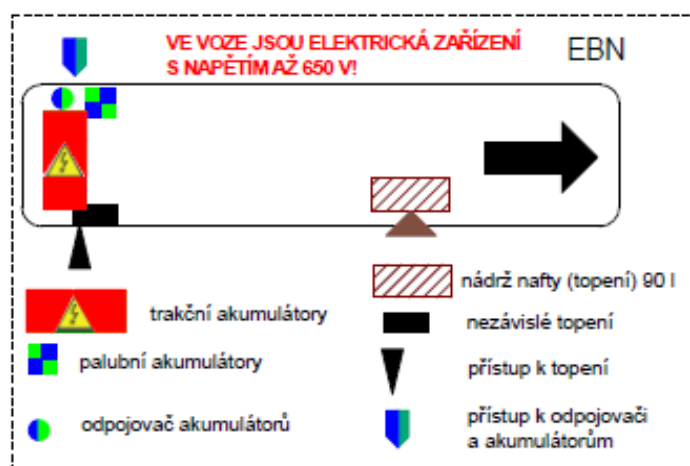 VE VOZE JSOU ELEKTRICKÁ ZAŘÍZENÍ
S NAPĚTÍM AŽ 650 V!
EBN
trakční akumulátory
palubní akumulátory
odpojovač akumulátorů
nádrž nafty (topení) 90 l
nezávislé topení
přístup k topení
přístup k odpojovači
a akumulátorům